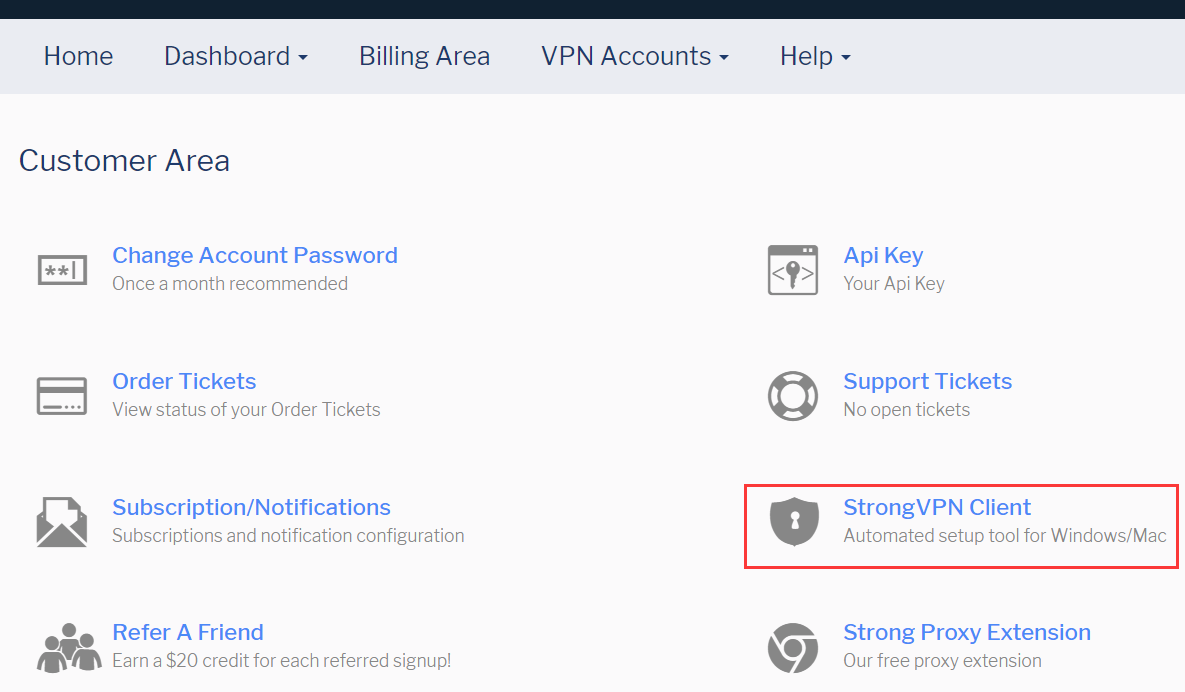 Home Dashboard Billing Area VPN Accounts Help
Customer Area
**|
Change Account Password
Once a month recommended
< >
Api Key
Your Api Key
Order Tickets
View status of your Order Tickets
Support Tickets
No open tickets
Subscription/Notifications
Subscriptions and notification configuration
StrongVPN Client
Automated setup tool for Windows/Mac
Refer A Friend
Earn a $20 credit for each referred signup!
Strong Proxy Extension
Our free proxy extension